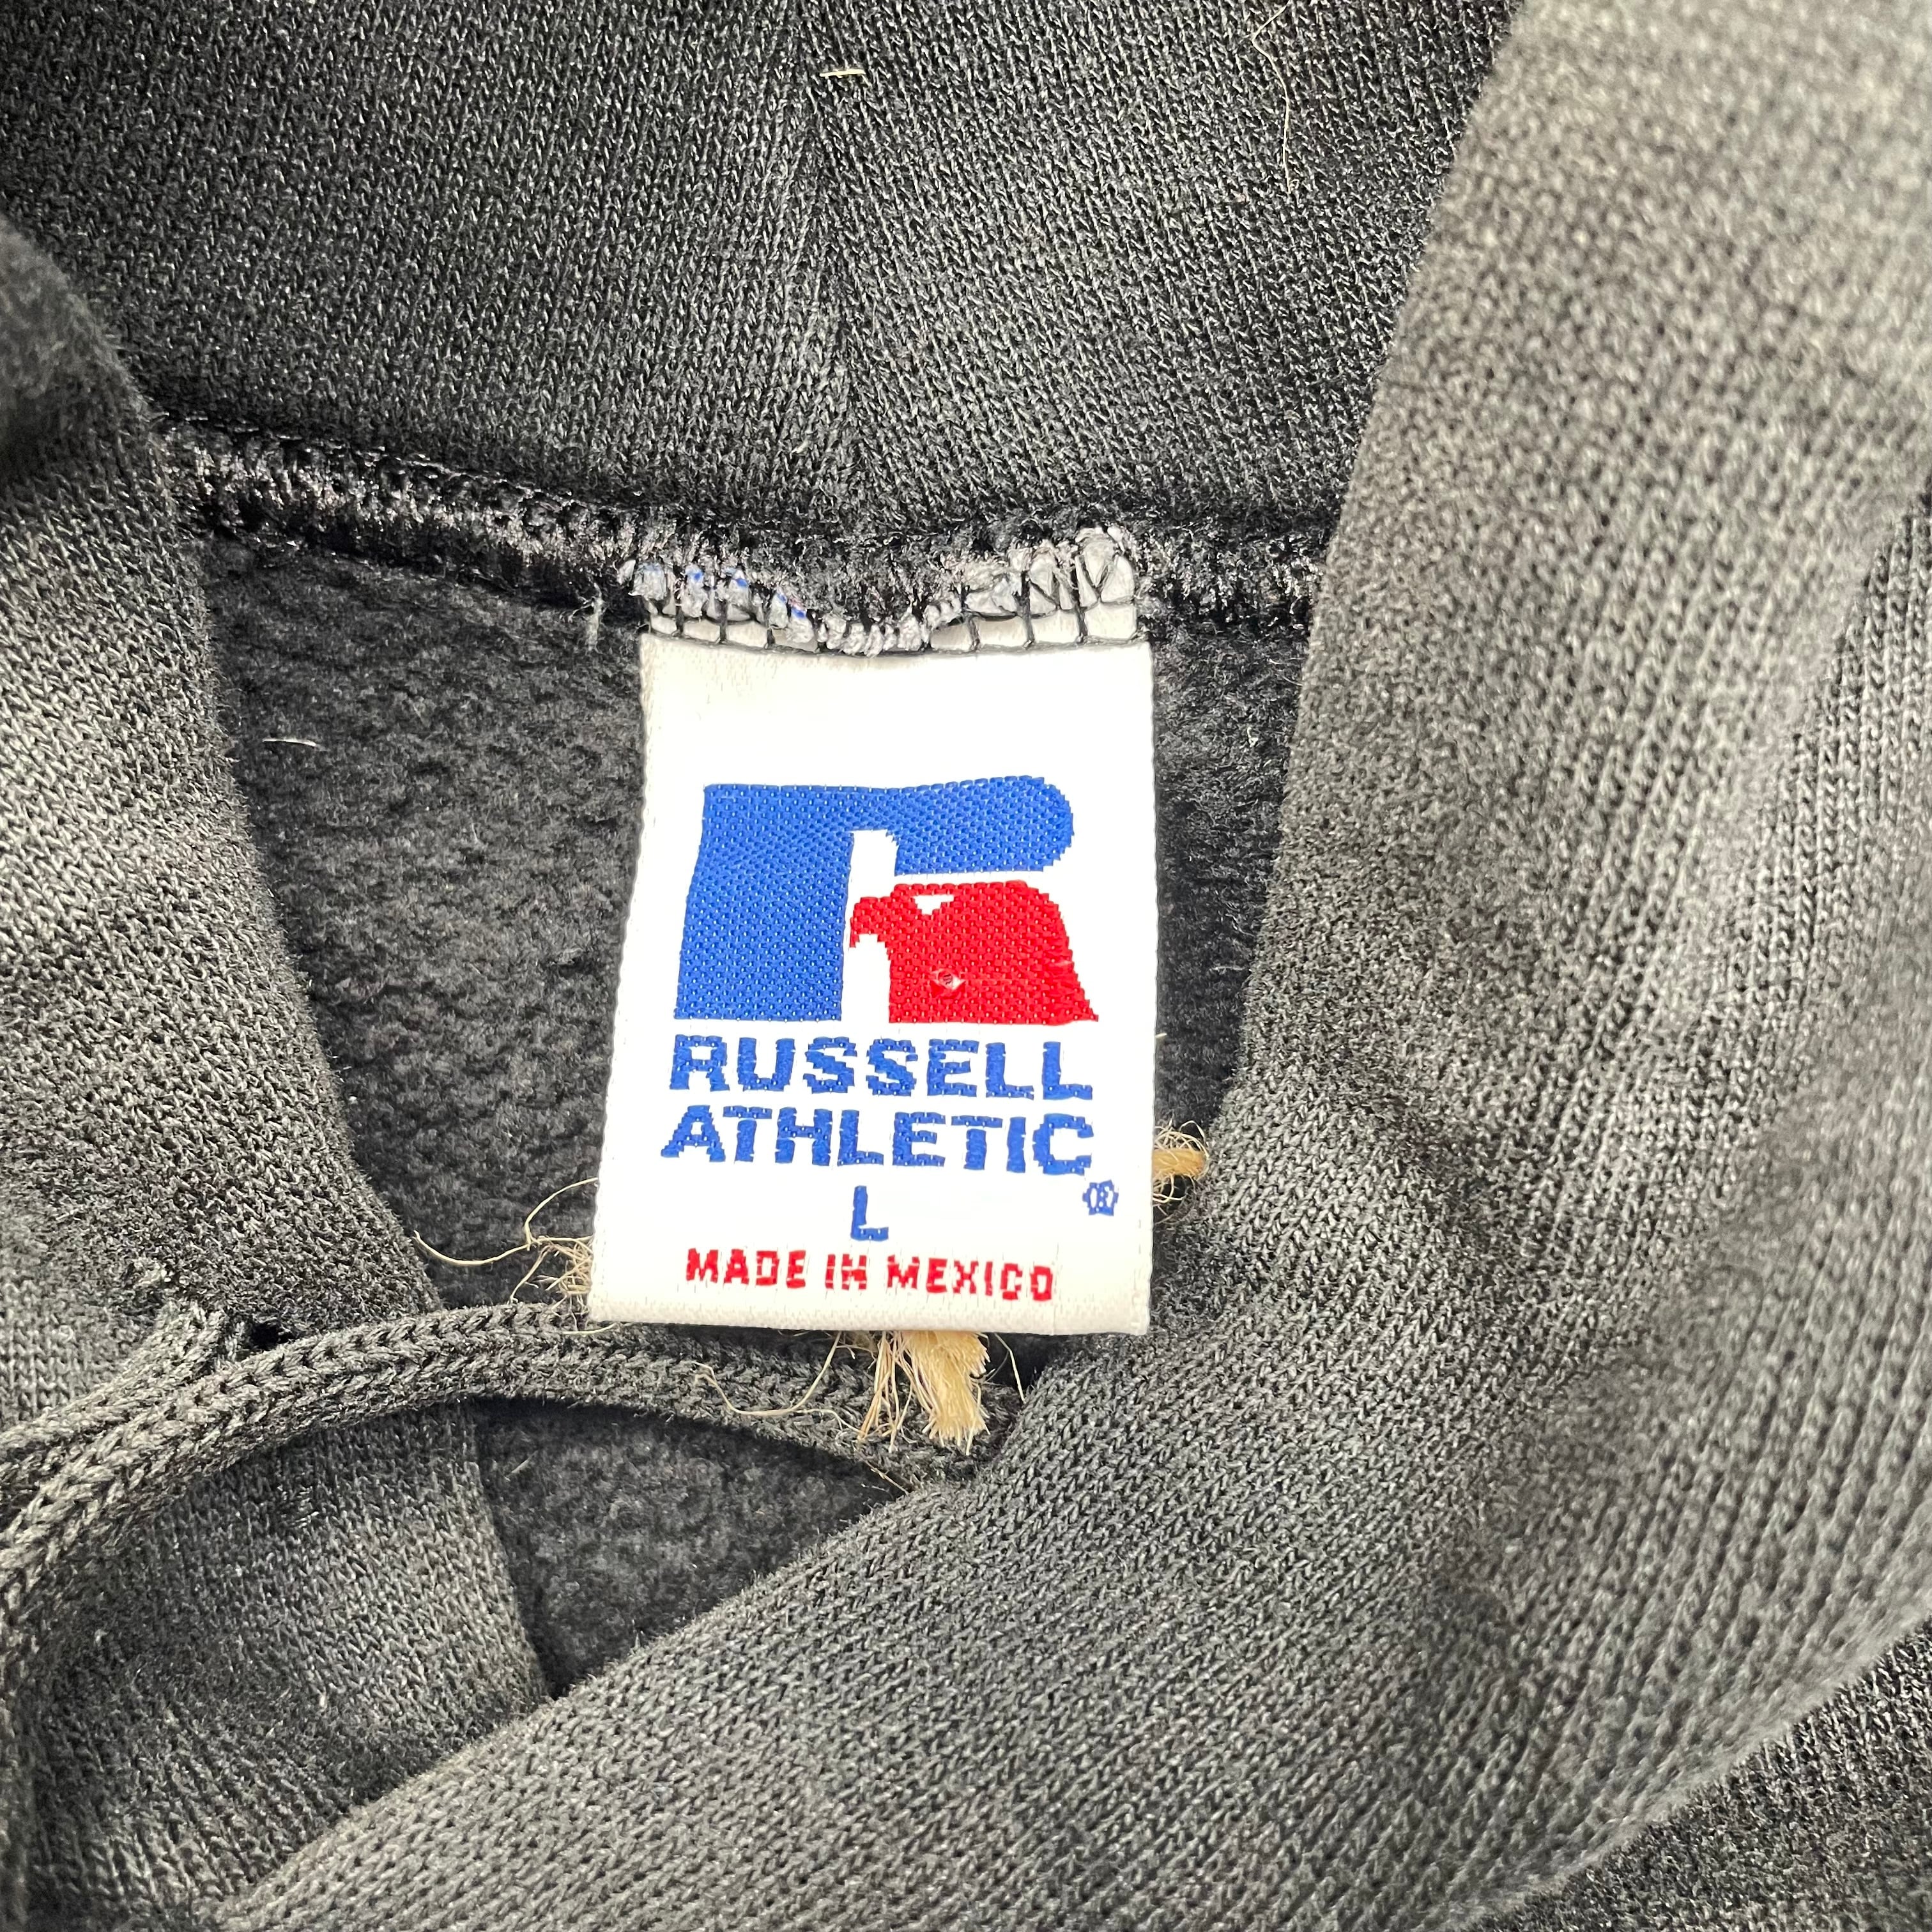 RUSSELL
ATHLETIC
®
L
MADE IN MEXICO